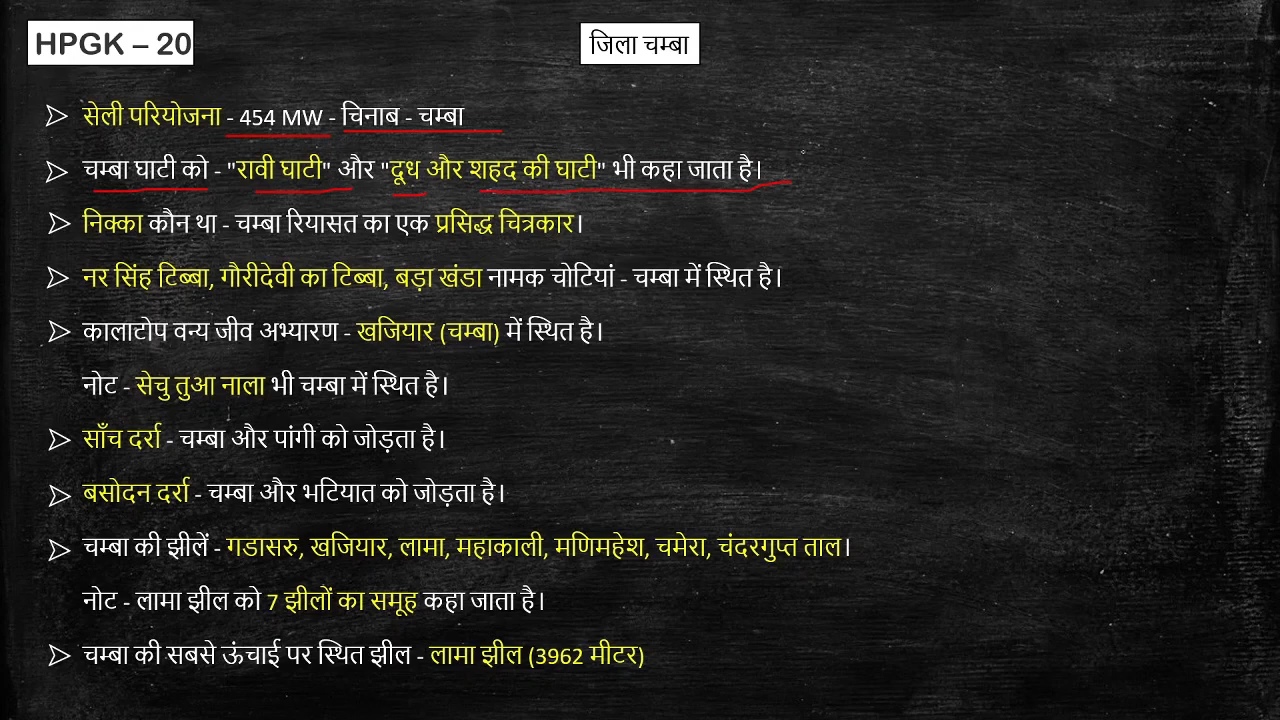 HPGK – 20
जिला चम्बा
सेली परियोजना - 454 MW - चिनाब - चम्बा
चम्बा घाटी को - "रावी घाटी" और "दूध और शहद की घाटी" भी कहा जाता है।
निक्का कौन था - चम्बा रियासत का एक प्रसिद्ध चित्रकार।
नर सिंह टिब्बा, गौरीदेवी का टिब्बा, बड़ा खंडा नामक चोटियां - चम्बा में स्थित है।
कालाटोप वन्य जीव अभ्यारण - खजियार (चम्बा) में स्थित है।
नोट - सेचु तुआ नाला भी चम्बा में स्थित है।
साँच दर्रा - चम्बा और पांगी को जोड़ता है।
बसोदन दर्रा - चम्बा और भटियात को जोड़ता है।
चम्बा की झीलें - गडासरु, खजियार, लामा, महाकाली, मणिमहेश, चमेरा, चंदरगुप्त ताल।
नोट - लामा झील को 7 झीलों का समूह कहा जाता है।
चम्बा की सबसे ऊंचाई पर स्थित झील - लामा झील (3962 मीटर)